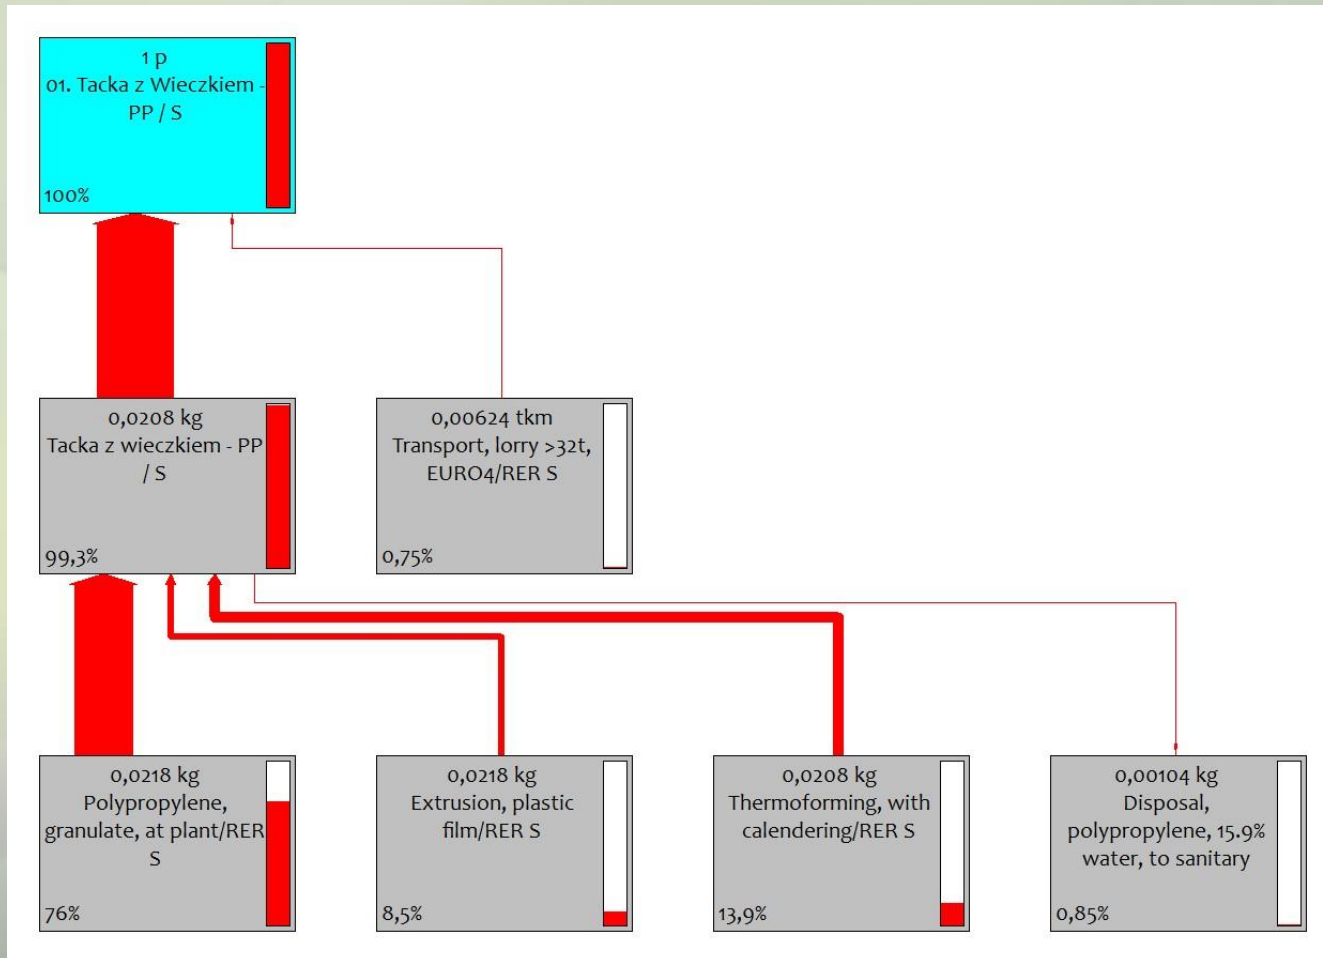 1 p
01. Tacka z Wieczkiem -
PP / S
100%
0,0208 kg
Tacka z wieczkiem - PP
/ S
99,3%
0,00624 tkm
Transport, lorry >32t,
EURO4/RER S
0,75%
0,0218 kg
Polypropylene,
granulate, at plant/RER
S
76%
0,0218 kg
Extrusion, plastic
film/RER S
8,5%
0,0208 kg
Thermoforming, with
calendering/RER S
13,9%
0,00104 kg
Disposal,
polypropylene, 15.9%
water, to sanitary
0,85%